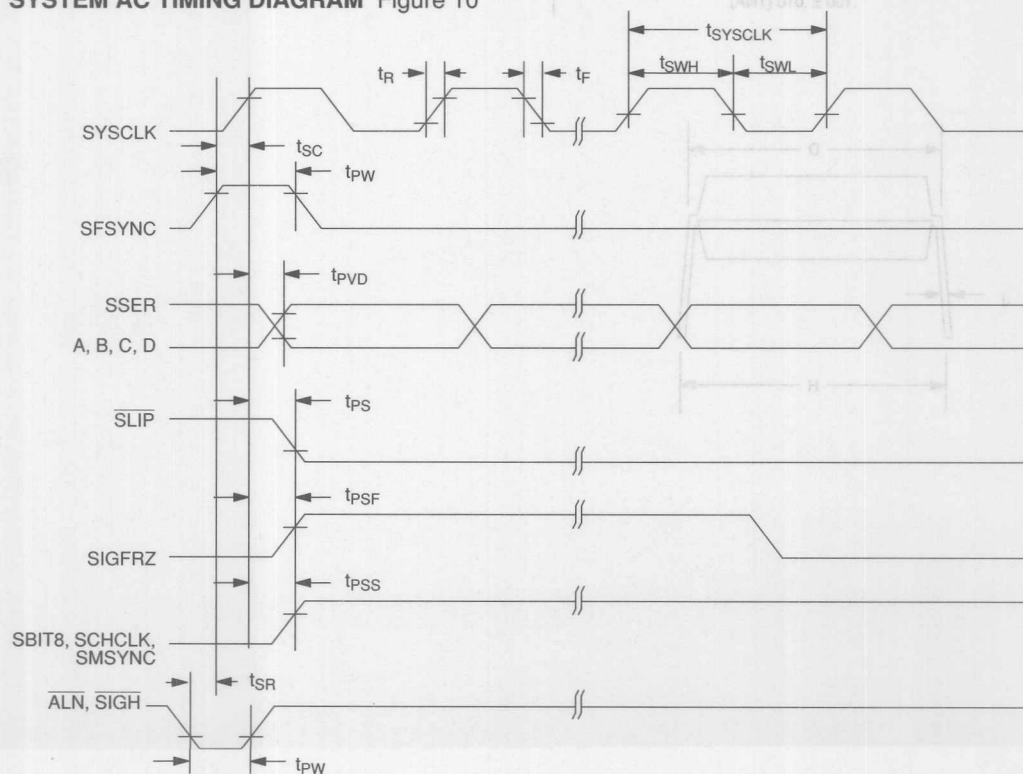 SYSTEM AC TIMING DIAGRAM Figure 10
tSYSCLK
tR
tF
tSWH
tSWL
SYSCLK
tSC
tPW
SFSYNC
tPVD
SSER
A, B, C, D
tPS
SLIP
tPSF
SIGFRZ
tPSS
SBIT8, SCHCLK,
SMSYNC
tSR
ALN, SIGH
tPW
D
H